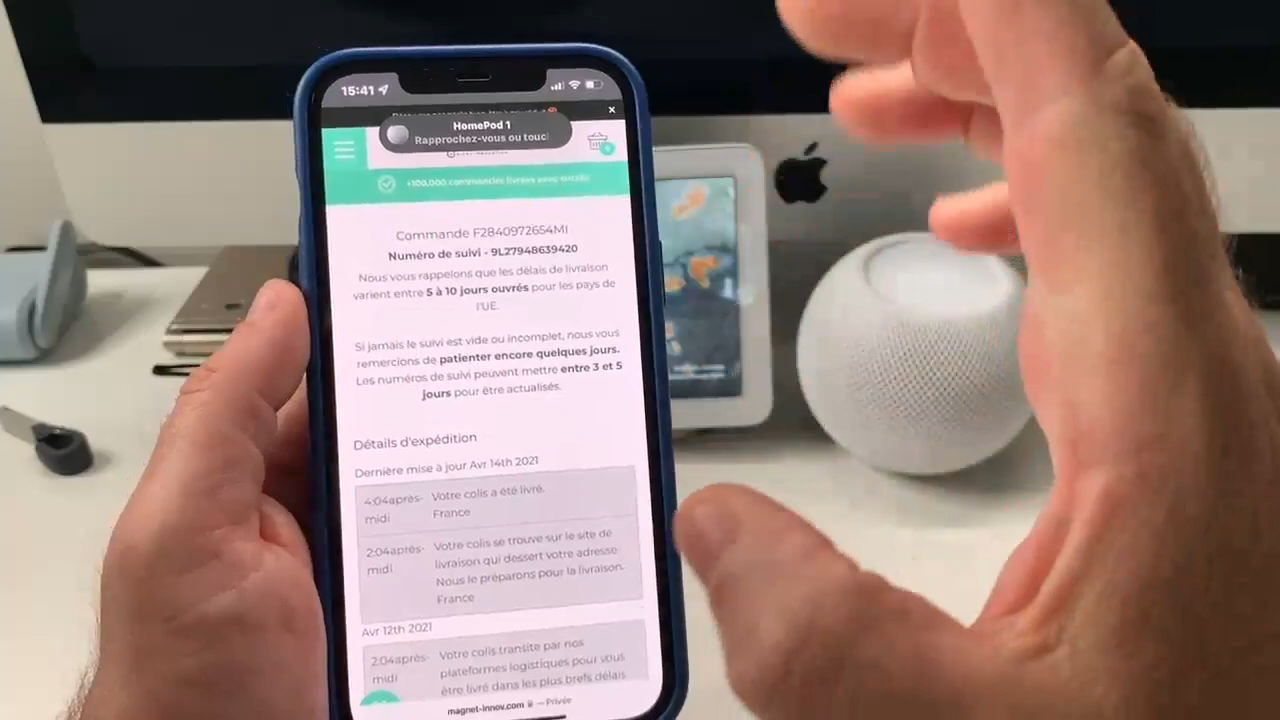 15:41
HomePod 1
Rapprochez-vous ou touc
+100.000 commandes livrées avec succès
Commande F2840972654MI
Numéro de suivi - 9L27948639420
Nous vous rappelons que les délais de livraison
varient entre 5 à 10 jours ouvrés pour les pays de
l'UE.
Si jamais le suivi est vide ou incomplet, nous vous
remercions de patienter encore quelques jours.
Les numéros de suivi peuvent mettre entre 3 et 5
jours pour être actualisés.
Détails d'expédition
Dernière mise à jour Avr 14th 2021
4:04après-
midi
Votre colis a été livré.
France
2:04après-
midi
Votre colis se trouve sur le site de
livraison qui dessert votre adresse.
Nous le préparons pour la livraison.
France
Avr 12th 2021
2:04après-
midi
Votre colis transite par nos
plateformes logistiques pour vous
être livré dans les plus brefs délais
magnet-innov.com — Privée